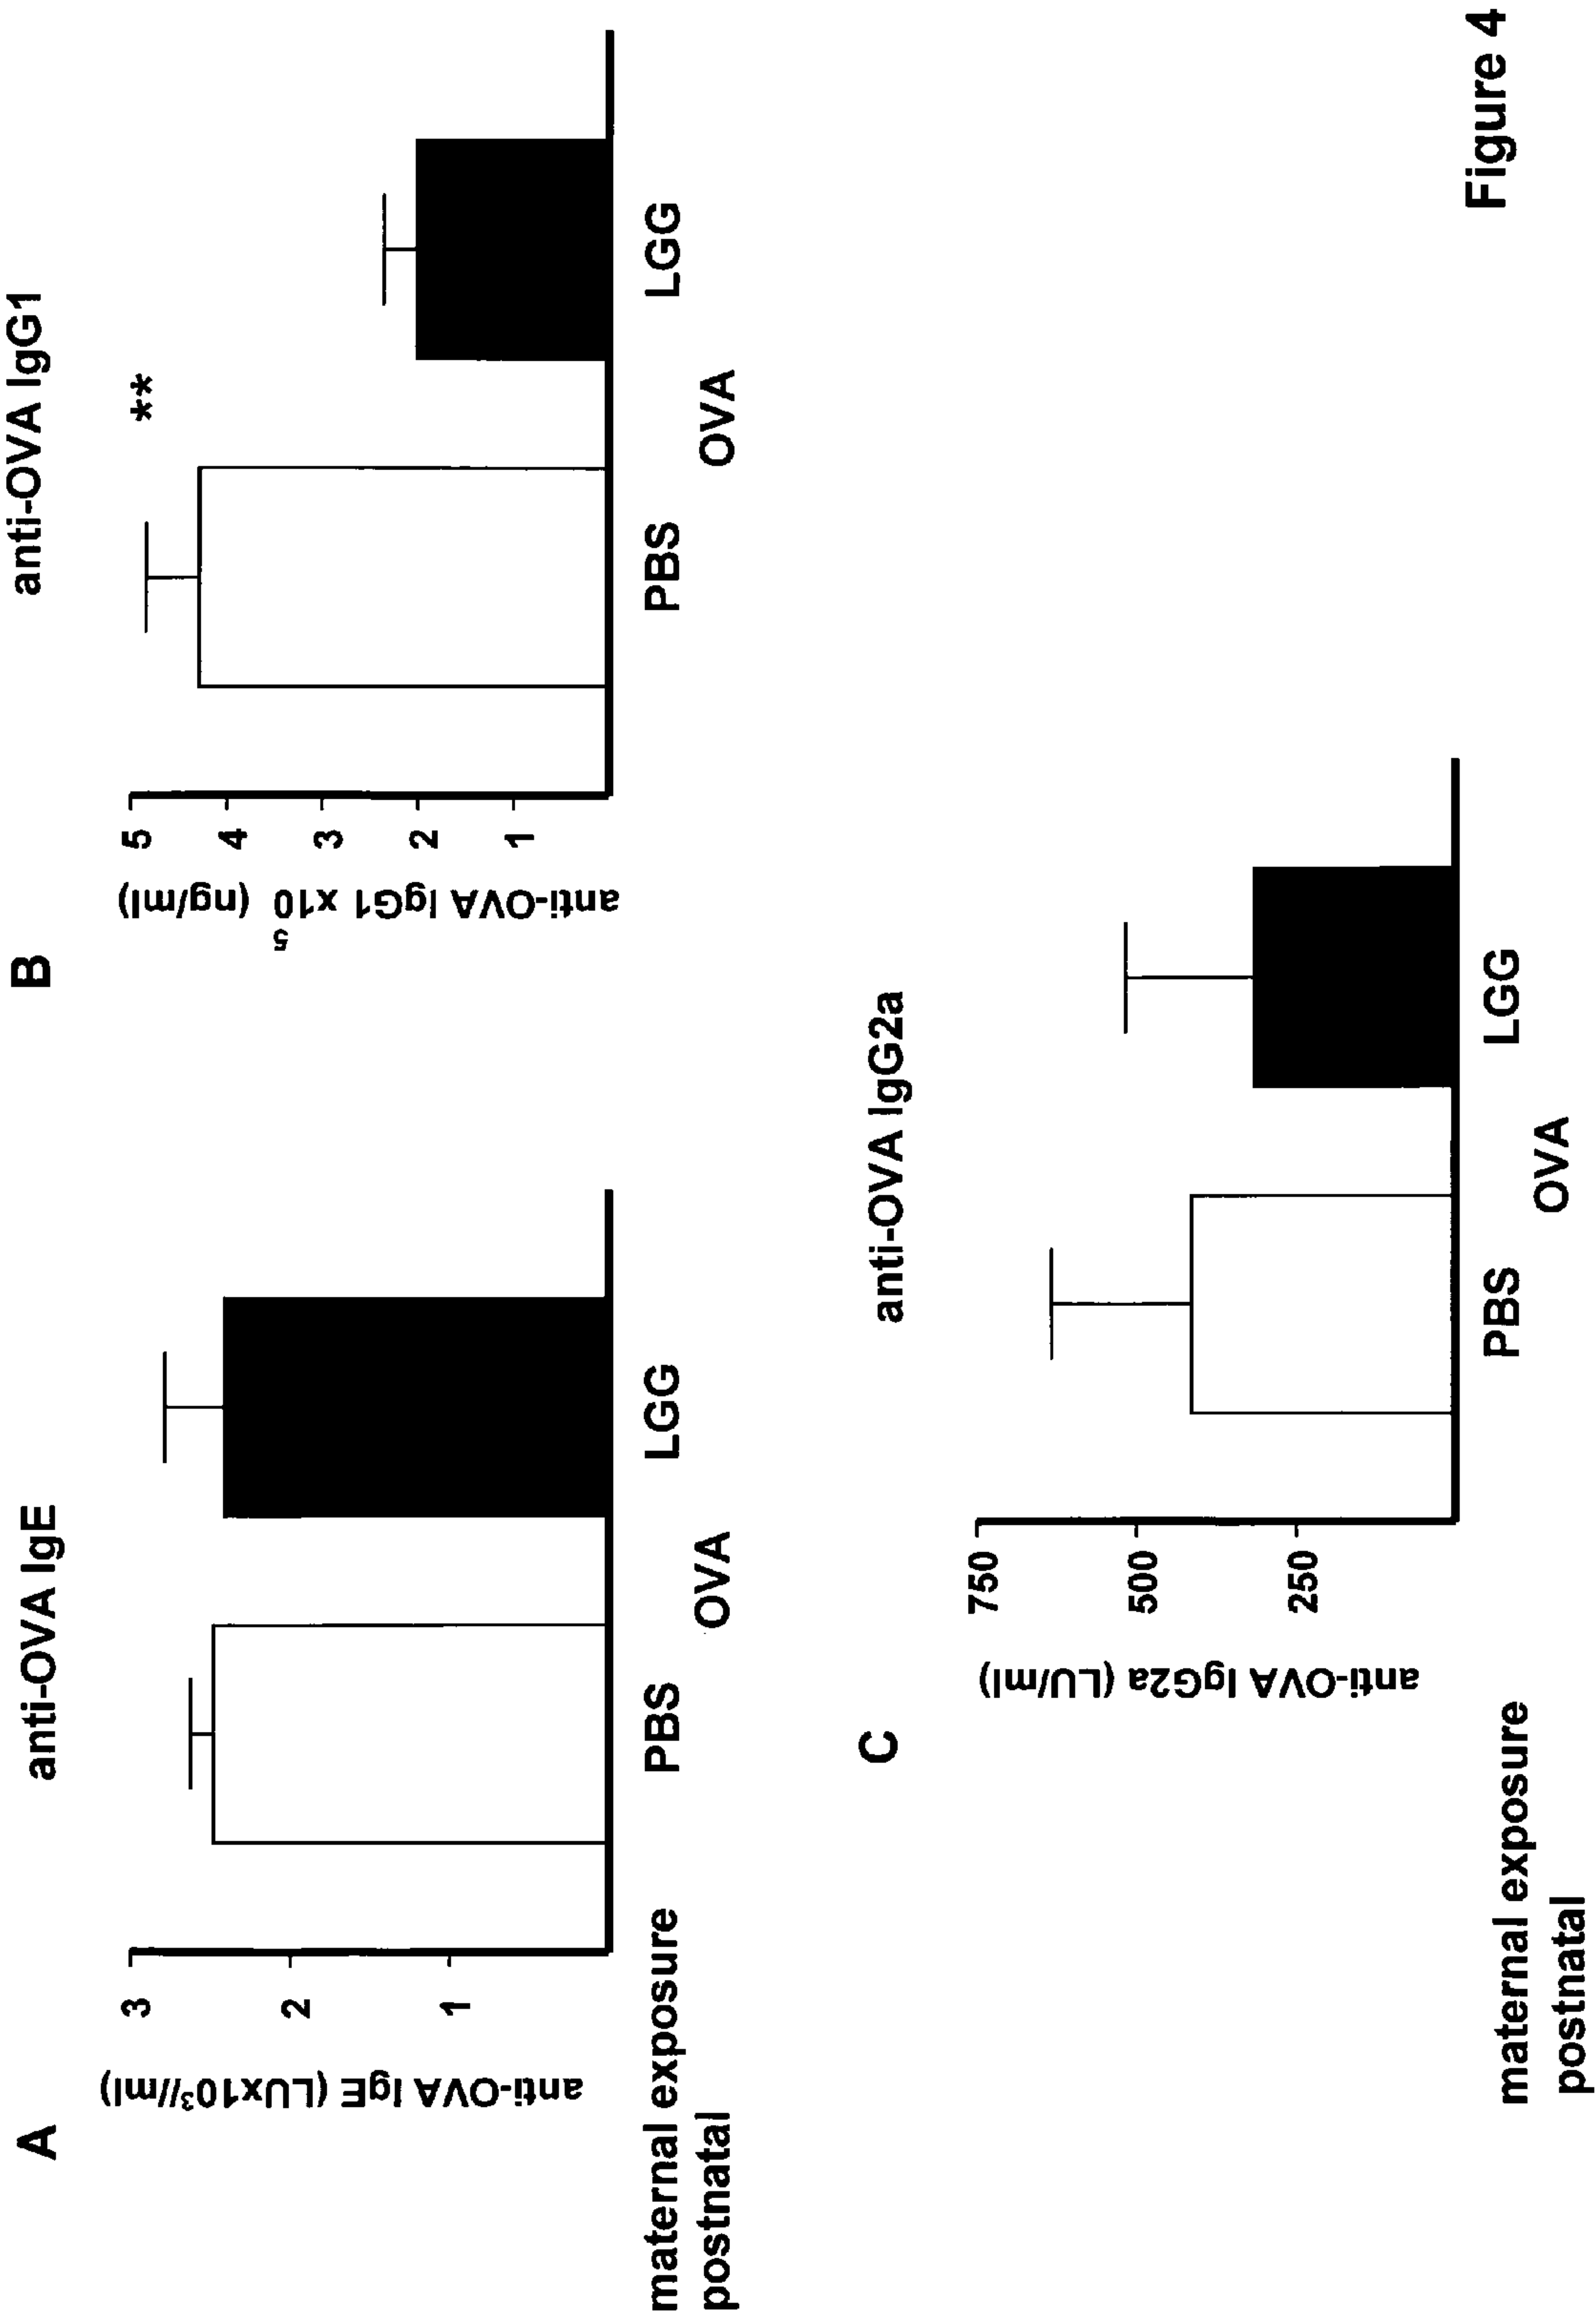 A
anti-OVA IgE
anti-OVA IgE (LUx10³//ml)
3
2
1
maternal exposure PBS LGG
postnatal OVA
B
anti-OVA IgG1
anti-OVA IgG1 x10⁵ (ng/ml)
5
4
3
2
1
**
PBS LGG
OVA
C
anti-OVA IgG2a
anti-OVA IgG2a (LU/ml)
750
500
250
maternal exposure PBS LGG
postnatal OVA
Figure 4